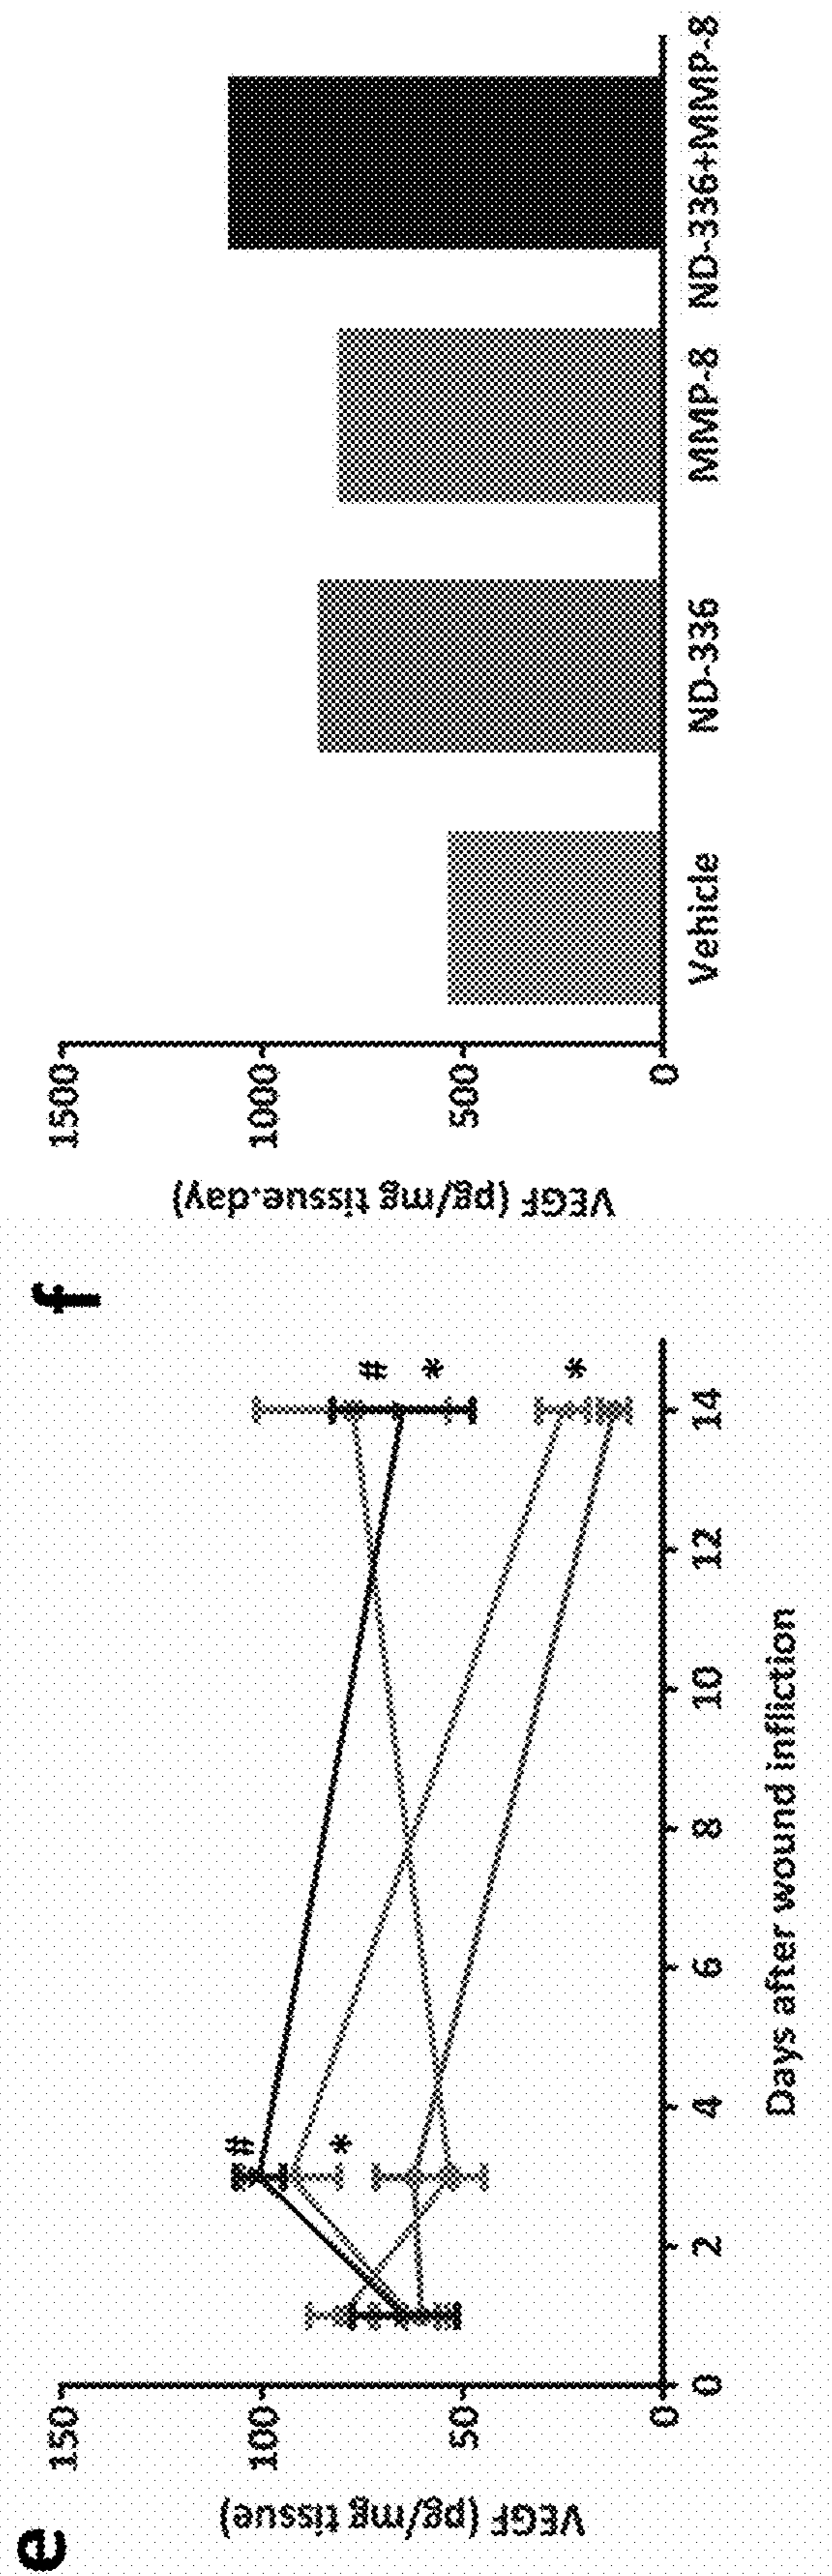 e
VEGF (pg/mg tissue)
150
100
50
0
0 2 4 6 8 10 12 14
Days after wound infliction
#
*
#
*
*
f
VEGF (pg/mg tissue.day)
1500
1000
500
0
Vehicle ND-336 MMP-8 ND-336+MMP-8